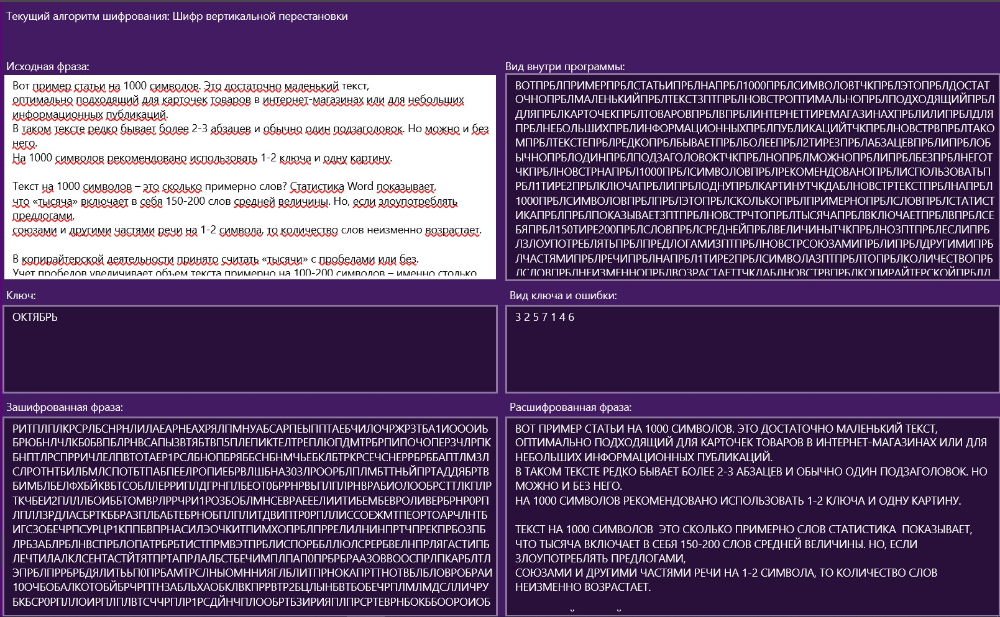 Текущий алгоритм шифрования: Шифр вертикальной перестановки
Исходная фраза:
Вот пример статьи на 1000 символов. Это достаточно маленький текст,
оптимально подходящий для карточек товаров в интернет-магазинах или для небольших
информационных публикаций.
В таком тексте редко бывает более 2-3 абзацев и обычно один подзаголовок. Но можно и без
него.
На 1000 символов рекомендовано использовать 1-2 ключа и одну картину.
Текст на 1000 символов – это сколько примерно слов? Статистика Word показывает,
что «тысяча» включает в себя 150-200 слов средней величины. Но, если злоупотреблять
предлогами,
союзами и другими частями речи на 1-2 символа, то количество слов неизменно возрастает.
В копирайтерской деятельности принято считать «тысячи» с пробелами или без.
Учет пробелов увеличивает объем текста примерно на 100-200 символов – именно столько
Вид внутри программы:
ВОТПРБЛПРИМЕРПРБЛСТАТЬИПРБЛНАПРБЛ1000ПРБЛСИМВОЛОВТЧКПРБЛЭТОПРБЛДОСТАТ
ОЧНОПРБЛМАЛЕНЬКИЙПРБЛТЕКСТЗПТПРБЛНОВСТРОПТИМАЛЬНОПРБЛПОДХОДЯЩИЙПРБЛ
ДЛЯПРБЛКАРТОЧЕКПРБЛТОВАРОВПРБЛВПРБЛИНТЕРНЕТТИРЕМАГАЗИНАХПРБЛИЛИПРБЛДЛЯ
ПРБЛНЕБОЛЬШИХПРБЛИНФОРМАЦИОННЫХПРБЛПУБЛИКАЦИЙТЧКПРБЛНОВСТРВПРБЛТАКО
МПРБЛТЕКСТЕПРБЛРЕДКОПРБЛБЫВАЕТПРБЛБОЛЕЕПРБЛ2ТИРЕ3ПРБЛАБЗАЦЕВПРБЛИПРБЛОБ
ЫЧНОПРБЛОДИНПРБЛПОДЗАГОЛОВОКТЧКПРБЛНОПРБЛМОЖНОПРБЛИПРБЛБЕЗПРБЛНЕГОТ
ЧКПРБЛНОВСТРНАПРБЛ1000ПРБЛСИМВОЛОВПРБЛРЕКОМЕНДОВАНОПРБЛИСПОЛЬЗОВАТЬП
РБЛ1ТИРЕ2ПРБЛКЛЮЧАПРБЛИПРБЛОДНУПРБЛКАРТИНУТЧКДАБЛНОВСТРТЕКСТПРБЛНАПРБЛ
1000ПРБЛСИМВОЛОВПРБЛПРБЛЭТОПРБЛСКОЛЬКОПРБЛПРИМЕРНОПРБЛСЛОВПРБЛСТАТИСТ
ИКАПРБЛПРБЛПОКАЗЫВАЕТЗПТПРБЛНОВСТРЧТОПРБЛТЫСЯЧАПРБЛВКЛЮЧАЕТПРБЛВПРБЛСЕ
БЯПРБЛ150ТИРЕ200ПРБЛСЛОВПРБЛСРЕДНЕЙПРБЛВЕЛИЧИНЫТЧКПРБЛНОЗПТПРБЛЕСЛИПРБ
ЛЗЛОУПОТРЕБЛЯТЬПРБЛПРЕДЛОГАМИЗПТПРБЛНОВСТРСОЮЗАМИПРБЛИПРБЛДРУГИМИПРБ
ЛЧАСТЯМИПРБЛРЕЧИПРБЛНАПРБЛ1ТИРЕ2ПРБЛСИМВОЛАЗПТПРБЛТОПРБЛКОЛИЧЕСТВОПРБ
ЛСЛОВПРБЛНЕИЗМЕННОПРБЛВОЗРАСТАЕТТЧКДАБЛНОВСТРВПРБЛКОПИРАЙТЕРСКОЙПРБЛД
Ключ:
ОКТЯБРЬ
Вид ключа и ошибки:
3 2 5 7 1 4 6
Зашифрованная фраза:
РИТПЛПЛКРСРЛБСНРНЛИЛАЕАРНЕАХРЯЛПМНУАБСАРПЕЫППТАЕБЧИЛОЧРЖРЗТБА1ИОООИЬ
БРЮБНЛЧЛКБ0БВПБЛРНВСАПЫЗВТЯБТВП5ПЛЕПИКТЕЛТРЕПЛЮПДМТРБРПИПОЧОПЕРЗЧЛРПК
БНПТЛРСПРРИЧЛЕЛПВТОТАЕР1РСЛБНОПБРЯББСНБНМЧЬЕБКЛБТРКРСЕЧСНЕРРБРББАПТЛМЗЛ
СЛРОТНТБИЛБМЛСПОТБТПАБПЕЕЛРОПИЕБРВЛШБНА303ЛРООРБЛПЛМБТТНЬЙПРТАДДЯБРТВ
БИМБЛБЕЛФХБЙКВБТСОБЛЛЕРРИПЛДГРНПЛБЕОТ0БРРНРВЬПЛПЛРНВРАБИОЛООБРСТТЛКПЛР
ТКЧБЕИ2ПЛЛЛБОИББТОМВРЛРРЧРИ1РОЗБОБЛМНСЕВРАЕЕЕЛИИТИБЕМБЕВРОЛИВЕРБРНР0РП
ЛПЛЛЗРДЛАСБРТКББРАЗПЛБАБТЕБРНОБПЛПЛИТДВИПТР0РПЛЛИССОЕЖМТПЕОРТОАРЧЛНТБ
ИГСЗОБЕЧРПСУРЦР1КППБВПРНАСИЛЭОЧКИТПИМХОПРБЛПРРЕЛИЛНИНПРТЧПРЕКПРБОЗПБ
ЛРБЗАБЛРБЛНВСПРБЛОПАТРБРБТИСТПРМВЭТПРБЛИСПОРББЛЛЮЛСРЕРБВЕЛНПРЛЯГАСТИПБ
ЛЕЧТИЛАЛКЛСЕНТАСТЙТЯТПРТАПРЛАЛБСТБЕЧИМПЛПАП0ПРБРБРААЗОВВООСПРЛПКАРБЛТЛ
ЭПРБЛПРРБРБДЯЛИТЬЬП0ПРБАМТРСЛНЫОМННИЯГЛБЛИТПРНОКАПРТТНОТВБЛБЛОВРОБРАИ
10ОЧБОБАЛКОТОБЙБРЧРПТНЗАБЛЬХАОБКЛВКПРРВТР2БЦЛЫНБВТБОБЕЧРПЛМЛМДСЛЛИЧРУ
БКБСР0РПЛЛОИРПЛПЛВТСЧЧРПЛР1РСДЙНЧПЛООБРТБЗИРИЯПЛПРСРТЕВРНБОКББООРОИОБ
Расшифрованная фраза:
ВОТ ПРИМЕР СТАТЬИ НА 1000 СИМВОЛОВ. ЭТО ДОСТАТОЧНО МАЛЕНЬКИЙ ТЕКСТ,
ОПТИМАЛЬНО ПОДХОДЯЩИЙ ДЛЯ КАРТОЧЕК ТОВАРОВ В ИНТЕРНЕТ-МАГАЗИНАХ ИЛИ ДЛЯ
НЕБОЛЬШИХ ИНФОРМАЦИОННЫХ ПУБЛИКАЦИЙ.
В ТАКОМ ТЕКСТЕ РЕДКО БЫВАЕТ БОЛЕЕ 2-3 АБЗАЦЕВ И ОБЫЧНО ОДИН ПОДЗАГОЛОВОК. НО
МОЖНО И БЕЗ НЕГО.
НА 1000 СИМВОЛОВ РЕКОМЕНДОВАНО ИСПОЛЬЗОВАТЬ 1-2 КЛЮЧА И ОДНУ КАРТИНУ.
ТЕКСТ НА 1000 СИМВОЛОВ  ЭТО СКОЛЬКО ПРИМЕРНО СЛОВ СТАТИСТИКА  ПОКАЗЫВАЕТ,
ЧТО ТЫСЯЧА ВКЛЮЧАЕТ В СЕБЯ 150-200 СЛОВ СРЕДНЕЙ ВЕЛИЧИНЫ. НО, ЕСЛИ
ЗЛОУПОТРЕБЛЯТЬ ПРЕДЛОГАМИ,
СОЮЗАМИ И ДРУГИМИ ЧАСТЯМИ РЕЧИ НА 1-2 СИМВОЛА, ТО КОЛИЧЕСТВО СЛОВ
НЕИЗМЕННО ВОЗРАСТАЕТ.